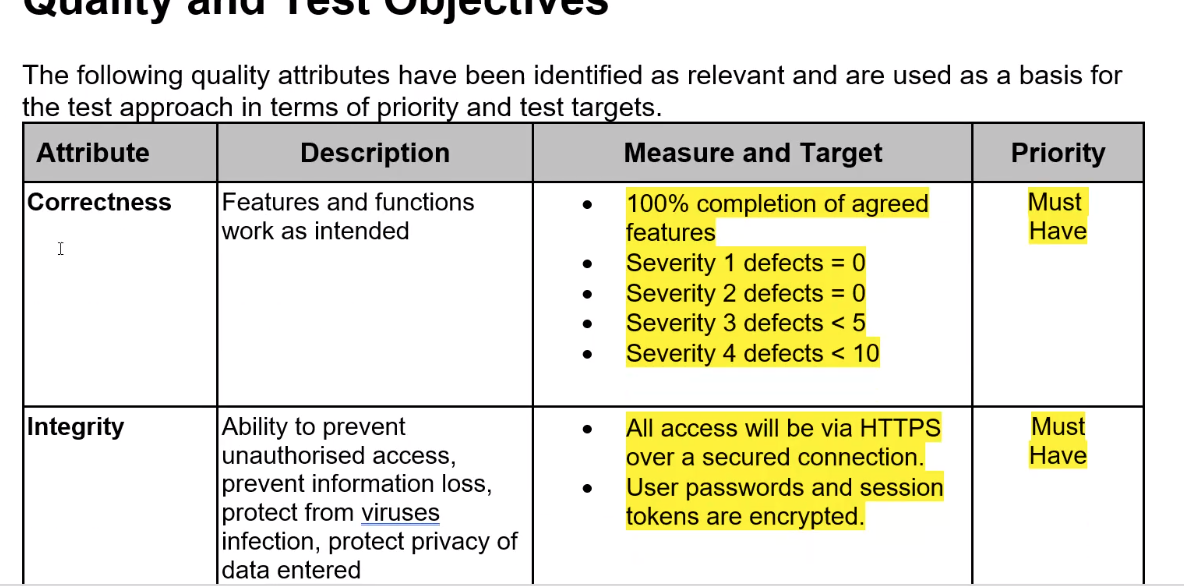 Quality and Test Objectives
The following quality attributes have been identified as relevant and are used as a basis for
the test approach in terms of priority and test targets.
Attribute Description Measure and Target Priority
Correctness
Features and functions
work as intended
• 100% completion of agreed
features
• Severity 1 defects = 0
• Severity 2 defects = 0
• Severity 3 defects < 5
• Severity 4 defects < 10
Must
Have
Integrity
Ability to prevent
unauthorised access,
prevent information loss,
protect from viruses
infection, protect privacy of
data entered
• All access will be via HTTPS
over a secured connection.
• User passwords and session
tokens are encrypted.
Must
Have